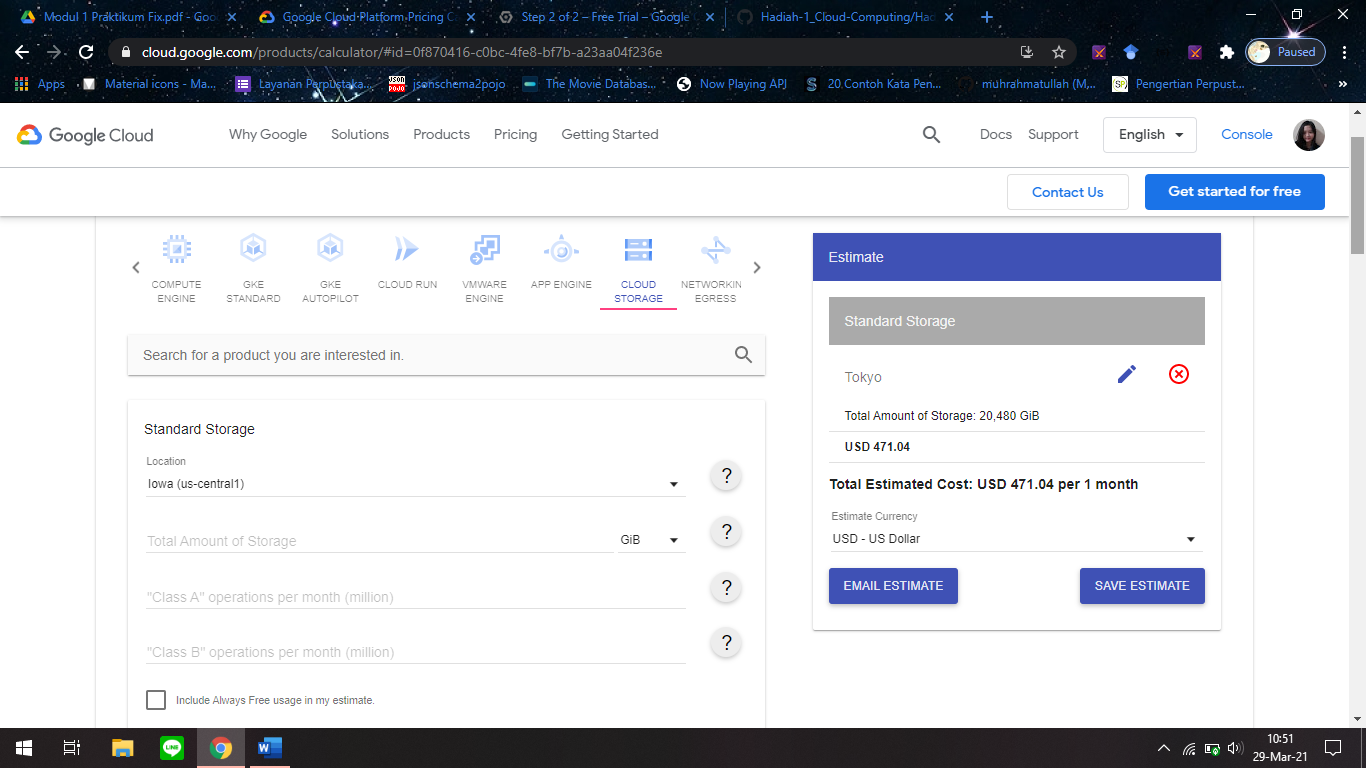 Modul 1 Praktikum Fix.pdf - Goo
Google Cloud Platform Pricing C
Step 2 of 2 – Free Trial – Google
Hadiah-1_Cloud-Computing/Had
cloud.google.com/products/calculator/#id=0f870416-c0bc-4fe8-bf7b-a23aa04f236e
Paused
Apps
Material icons - Ma...
Layanan Perpustaka...
JSON
POJO
jsonschema2pojo
The Movie Databas...
Now Playing APJ
20 Contoh Kata Pen...
muhrahmatullah (M,...
Pengertian Perpust...
Google Cloud
Why Google
Solutions
Products
Pricing
Getting Started
Docs
Support
English
Console
Contact Us
Get started for free
COMPUTE
ENGINE
GKE
STANDARD
GKE
AUTOPILOT
CLOUD RUN
VMWARE
ENGINE
APP ENGINE
CLOUD
STORAGE
NETWORKIN
EGRESS
Search for a product you are interested in.
Standard Storage
Location
Iowa (us-central1)
?
Total Amount of Storage
GiB
?
"Class A" operations per month (million)
?
"Class B" operations per month (million)
?
Include Always Free usage in my estimate.
Estimate
Standard Storage
Tokyo
Total Amount of Storage: 20,480 GiB
USD 471.04
Total Estimated Cost: USD 471.04 per 1 month
Estimate Currency
USD - US Dollar
EMAIL ESTIMATE
SAVE ESTIMATE
LINE
10:51
29-Mar-21